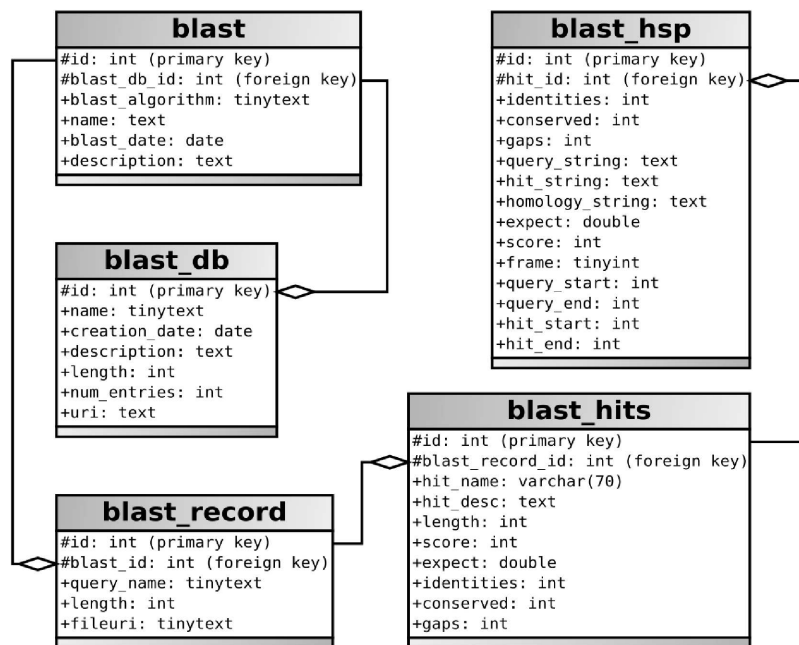 blast
#id: int (primary key)
#blast_db_id: int (foreign key)
+blast_algorithm: tinytext
+name: text
+blast_date: date
+description: text
blast_db
#id: int (primary key)
+name: tinytext
+creation_date: date
+description: text
+length: int
+num_entries: int
+uri: text
blast_record
#id: int (primary key)
#blast_id: int (foreign key)
+query_name: tinytext
+length: int
+fileuri: tinytext
blast_hsp
#id: int (primary key)
#hit_id: int (foreign key)
+identities: int
+conserved: int
+gaps: int
+query_string: text
+hit_string: text
+homology_string: text
+expect: double
+score: int
+frame: tinyint
+query_start: int
+query_end: int
+hit_start: int
+hit_end: int
blast_hits
#id: int (primary key)
#blast_record_id: int (foreign key)
+hit_name: varchar(70)
+hit_desc: text
+length: int
+score: int
+expect: double
+identities: int
+conserved: int
+gaps: int